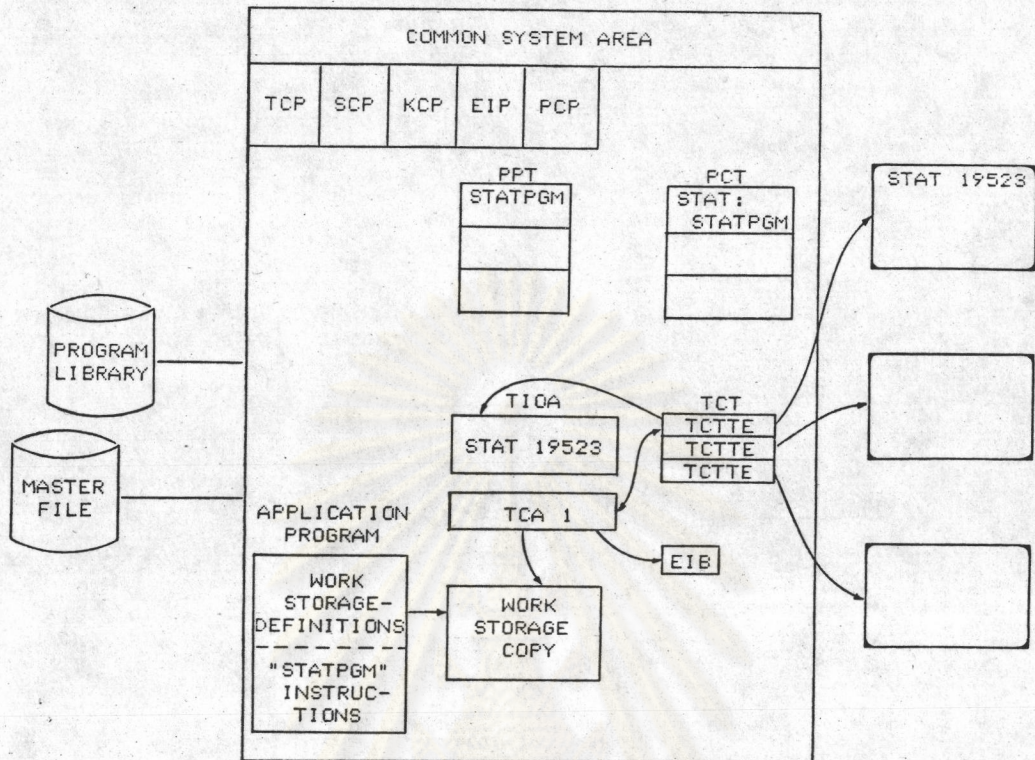 COMMON SYSTEM AREA
TCP SCP KCP EIP PCP
PPT
STATPGM
PCT
STAT:
STATPGM
STAT 19523
PROGRAM
LIBRARY
MASTER
FILE
TIOA
STAT 19523
TCT
TCTTE
TCTTE
TCTTE
TCA 1
EIB
APPLICATION
PROGRAM
WORK
STORAGE-
DEFINITIONS
"STATPGM"
INSTRUC-
TIONS
WORK
STORAGE
COPY